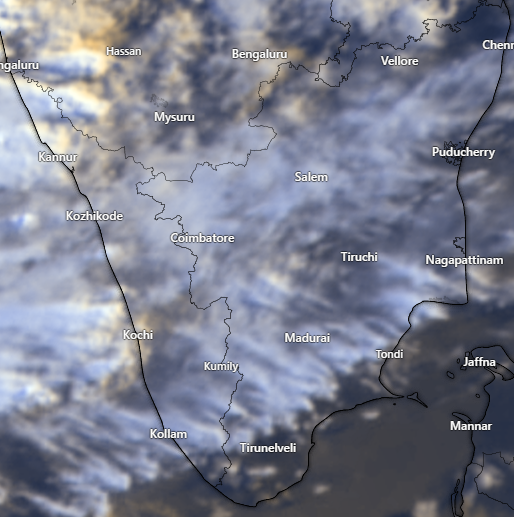 Hassan
Bengaluru
Chenn
ngaluru
Vellore
Mysuru
Kannur
Puducherry
Salem
Kozhikode
Coimbatore
Tiruchi
Nagapattinam
Kochi
Madurai
Tondi
Kumily
Jaffna
Mannar
Kollam
Tirunelveli